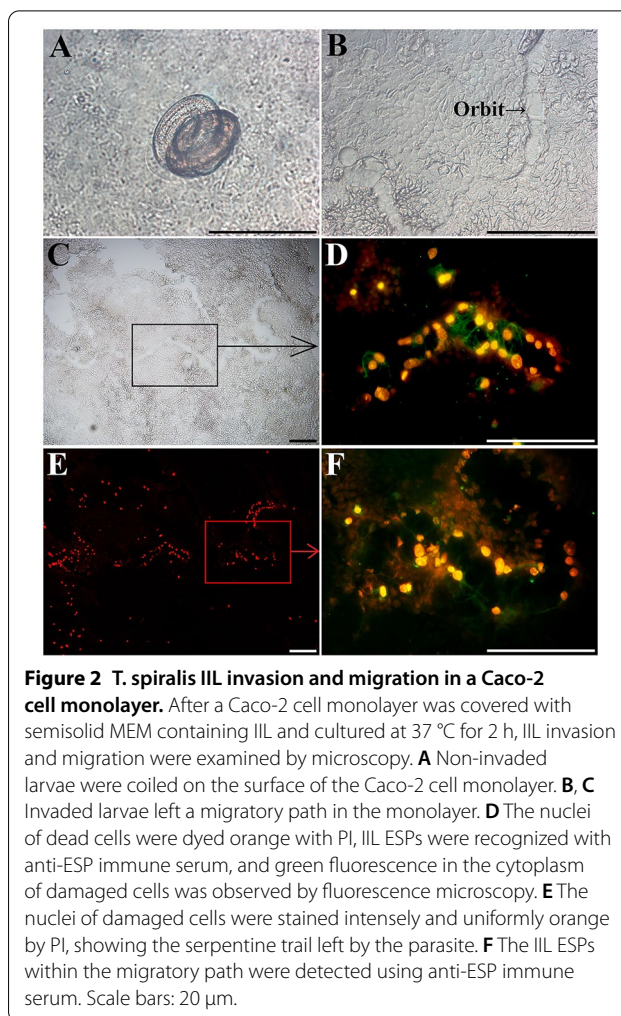 A
B
Orbit→
C
D
E
F
Figure 2 T. spiralis IIL invasion and migration in a Caco-2
cell monolayer. After a Caco-2 cell monolayer was covered with
semisolid MEM containing IIL and cultured at 37 °C for 2 h, IIL invasion
and migration were examined by microscopy. A Non-invaded
larvae were coiled on the surface of the Caco-2 cell monolayer. B, C
Invaded larvae left a migratory path in the monolayer. D The nuclei
of dead cells were dyed orange with PI, IIL ESPs were recognized with
anti-ESP immune serum, and green fluorescence in the cytoplasm
of damaged cells was observed by fluorescence microscopy. E The
nuclei of damaged cells were stained intensely and uniformly orange
by PI, showing the serpentine trail left by the parasite. F The IIL ESPs
within the migratory path were detected using anti-ESP immune
serum. Scale bars: 20 µm.